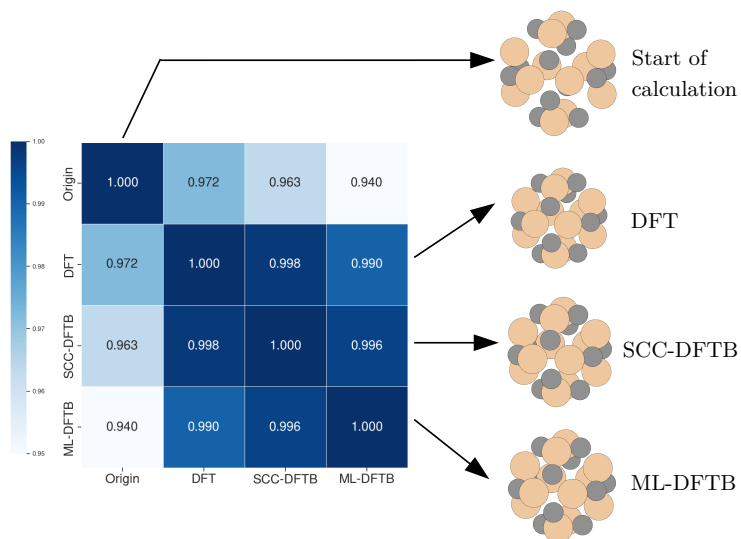 Start of
calculation
1.00
0.99
0.98
0.97
0.96
0.95
Origin
1.000 0.972 0.963 0.940
DFT
0.972 1.000 0.998 0.990
DFT
SCC-DFTB
0.963 0.998 1.000 0.996
SCC-DFTB
ML-DFTB
0.940 0.990 0.996 1.000
Origin DFT SCC-DFTB ML-DFTB
ML-DFTB